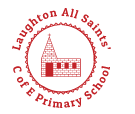 Laughton All Saints'
C of E Primary School